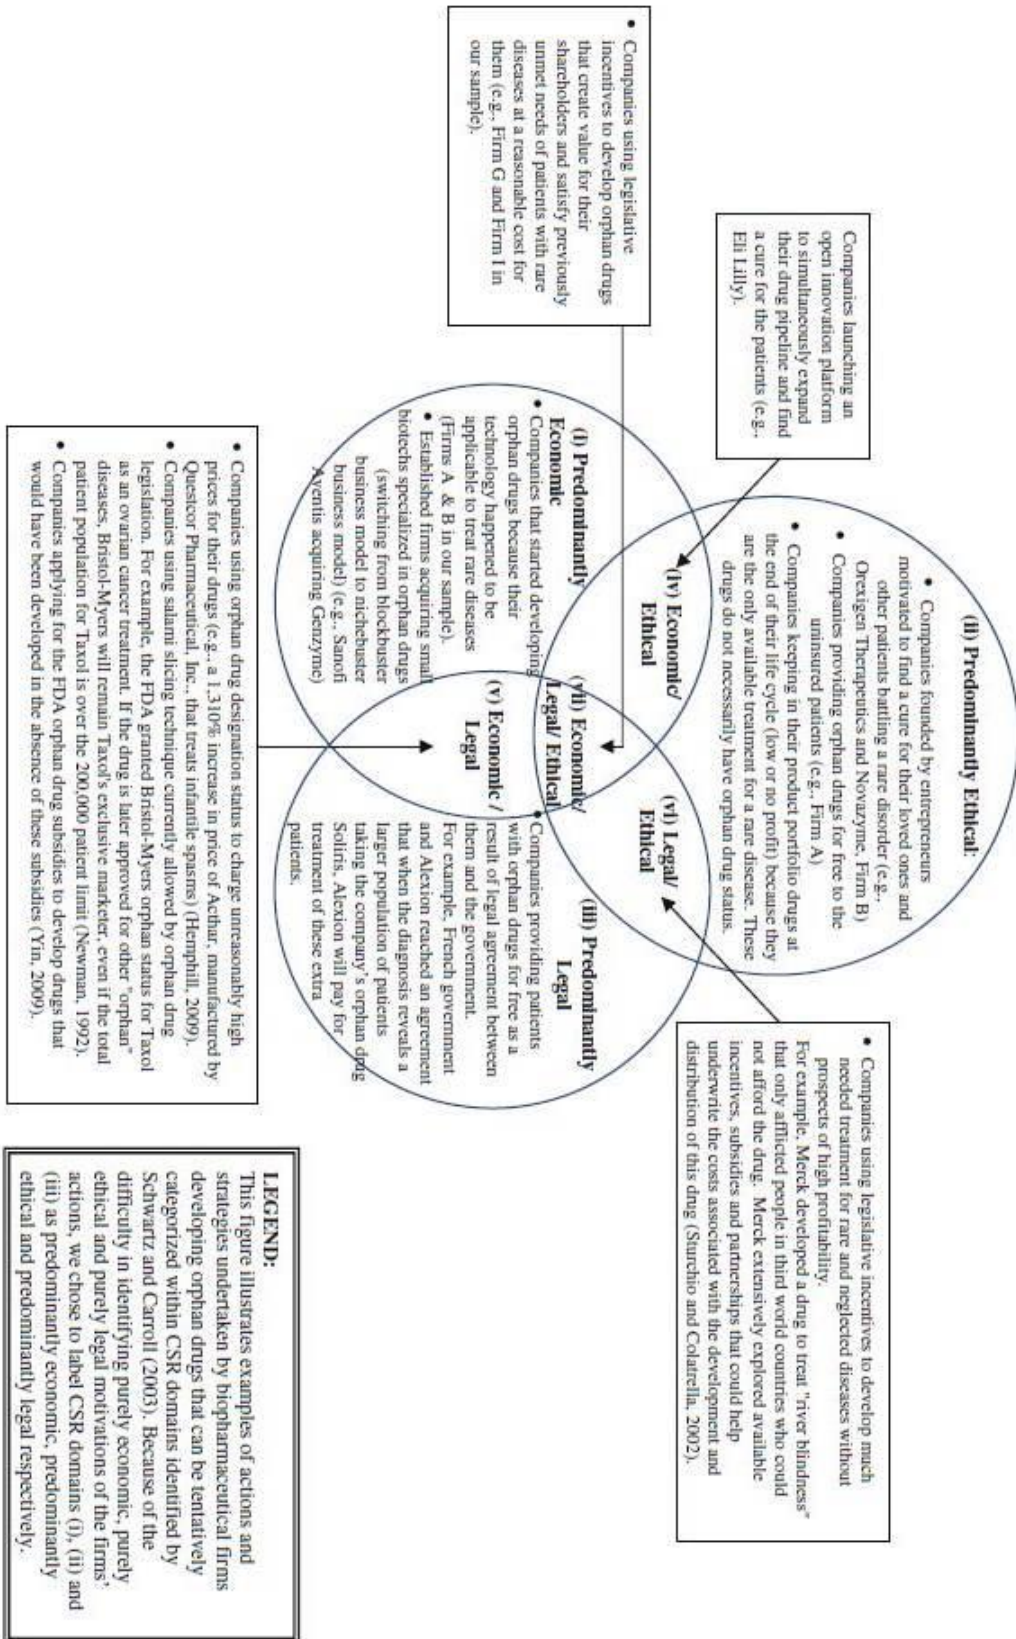 (ii) Predominantly Ethical:
• Companies founded by entrepreneurs
motivated to find a cure for their loved ones and
other patients battling a rare disorder (e.g.,
Orexigen Therapeutics and Novazyme, Firm B)
• Companies providing orphan drugs for free to the
uninsured patients (e.g., Firm A)
• Companies keeping in their product portfolio drugs at
the end of their life cycle (low or no profit) because they
are the only available treatment for a rare disease. These
drugs do not necessarily have orphan drug status.
Companies launching an
open innovation platform
to simultaneously expand
their drug pipeline and find
a cure for the patients (e.g.,
Eli Lilly).
• Companies using legislative
incentives to develop orphan drugs
that create value for their
shareholders and satisfy previously
unmet needs of patients with rare
diseases at a reasonable cost for
them (e.g., Firm G and Firm I in
our sample).
• Companies using legislative incentives to develop much
needed treatment for rare and neglected diseases without
prospects of high profitability.
For example, Merck developed a drug to treat "river blindness"
that only afflicted people in third world countries who could
not afford the drug. Merck extensively explored available
incentives, subsidies and partnerships that could help
underwrite the costs associated with the development and
distribution of this drug (Sturchio and Colatrella, 2002).
(iv) Economic/
Ethical
(vi) Legal/
Ethical
(vii) Economic/
Legal/ Ethical
(v) Economic /
Legal
(i) Predominantly
Economic
• Companies that started developing
orphan drugs because their
technology happened to be
applicable to treat rare diseases
(Firms A & B in our sample).
• Established firms acquiring small
biotechs specialized in orphan drugs
(switching from blockbuster
business model to nichebuster
business model) (e.g., Sanofi
Aventis acquiring Genzyme)
(iii) Predominantly
Legal
• Companies providing patients
with orphan drugs for free as a
result of legal agreement between
them and the government.
For example, French government
and Alexion reached an agreement
that when the diagnosis reveals a
larger population of patients
taking the company's orphan drug
Soliris, Alexion will pay for
treatment of these extra
patients.
• Companies using orphan drug designation status to charge unreasonably high
prices for their drugs (e.g., a 1,310% increase in price of Acthar, manufactured by
Questcor Pharmaceutical, Inc., that treats infantile spasms) (Hemphill, 2009).
• Companies using salami slicing technique currently allowed by orphan drug
legislation. For example, the FDA granted Bristol-Myers orphan status for Taxol
as an ovarian cancer treatment. If the drug is later approved for other "orphan"
diseases, Bristol-Myers will remain Taxol's exclusive marketer, even if the total
patient population for Taxol is over the 200,000 patient limit (Newman, 1992).
• Companies applying for the FDA orphan drug subsidies to develop drugs that
would have been developed in the absence of these subsidies (Yin, 2009).
LEGEND:
This figure illustrates examples of actions and
strategies undertaken by biopharmaceutical firms
developing orphan drugs that can be tentatively
categorized within CSR domains identified by
Schwartz and Carroll (2003). Because of the
difficulty in identifying purely economic, purely
ethical and purely legal motivations of the firms'
actions, we chose to label CSR domains (i), (ii) and
(iii) as predominantly economic, predominantly
ethical and predominantly legal respectively.